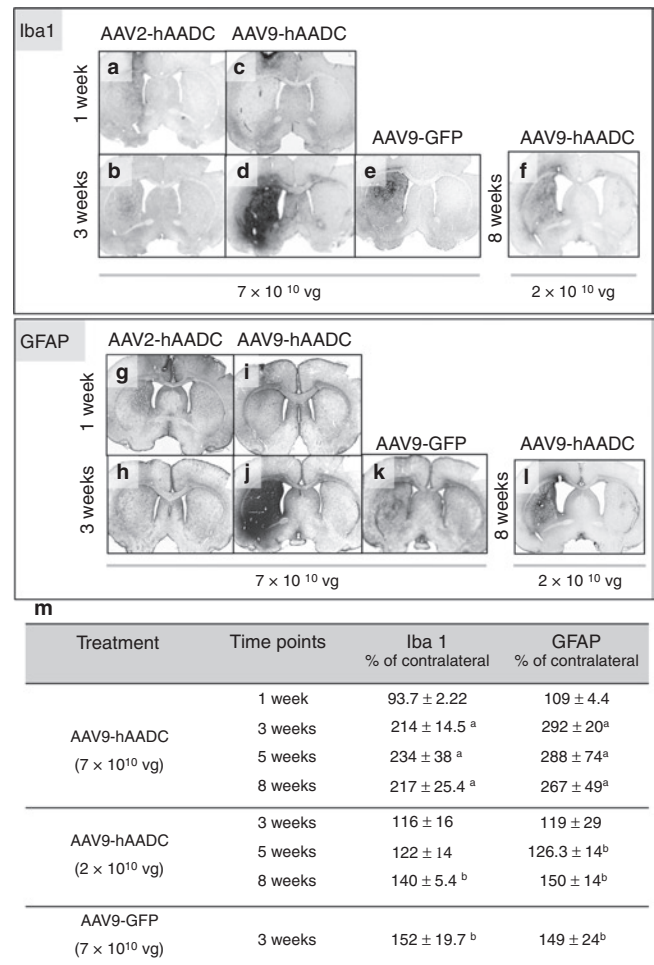 Iba1
AAV2-hAADC AAV9-hAADC
a c
1 week
AAV9-GFP AAV9-hAADC
b d e f
3 weeks
8 weeks
7 × 10 10 vg 2 × 10 10 vg
GFAP
AAV2-hAADC AAV9-hAADC
g i
1 week
AAV9-GFP AAV9-hAADC
h j k l
3 weeks
8 weeks
7 × 10 10 vg 2 × 10 10 vg
m
Treatment Time points Iba 1 GFAP
% of contralateral % of contralateral
AAV9-hAADC
(7 × 10¹⁰ vg)
1 week 93.7 ± 2.22 109 ± 4.4
3 weeks 214 ± 14.5 ᵃ 292 ± 20ᵃ
5 weeks 234 ± 38 ᵃ 288 ± 74ᵃ
8 weeks 217 ± 25.4 ᵃ 267 ± 49ᵃ
AAV9-hAADC
(2 × 10¹⁰ vg)
3 weeks 116 ± 16 119 ± 29
5 weeks 122 ± 14 126.3 ± 14ᵇ
8 weeks 140 ± 5.4 ᵇ 150 ± 14ᵇ
AAV9-GFP
(7 × 10¹⁰ vg)
3 weeks 152 ± 19.7 ᵇ 149 ± 24ᵇ